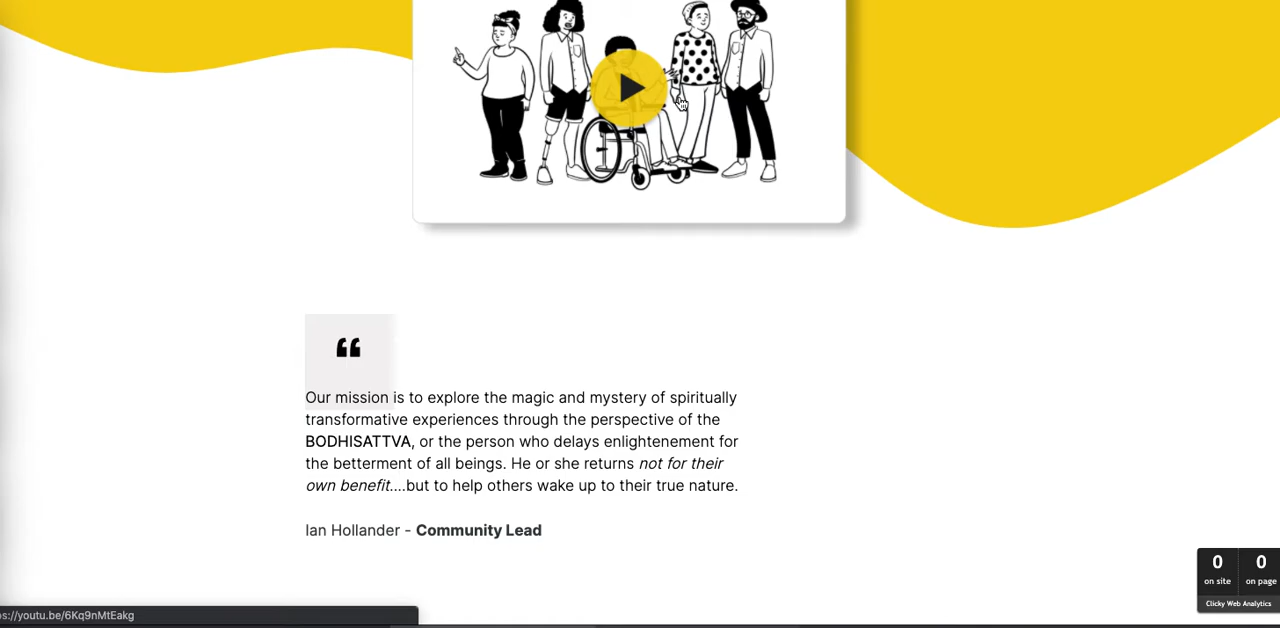 “
Our mission is to explore the magic and mystery of spiritually
transformative experiences through the perspective of the
BODHISATTVA, or the person who delays enlightenement for
the betterment of all beings. He or she returns not for their
own benefit....but to help others wake up to their true nature.
Ian Hollander - Community Lead
0 0
on site on page
Clicky Web Analytics
ps://youtu.be/6Kq9nMtEakg